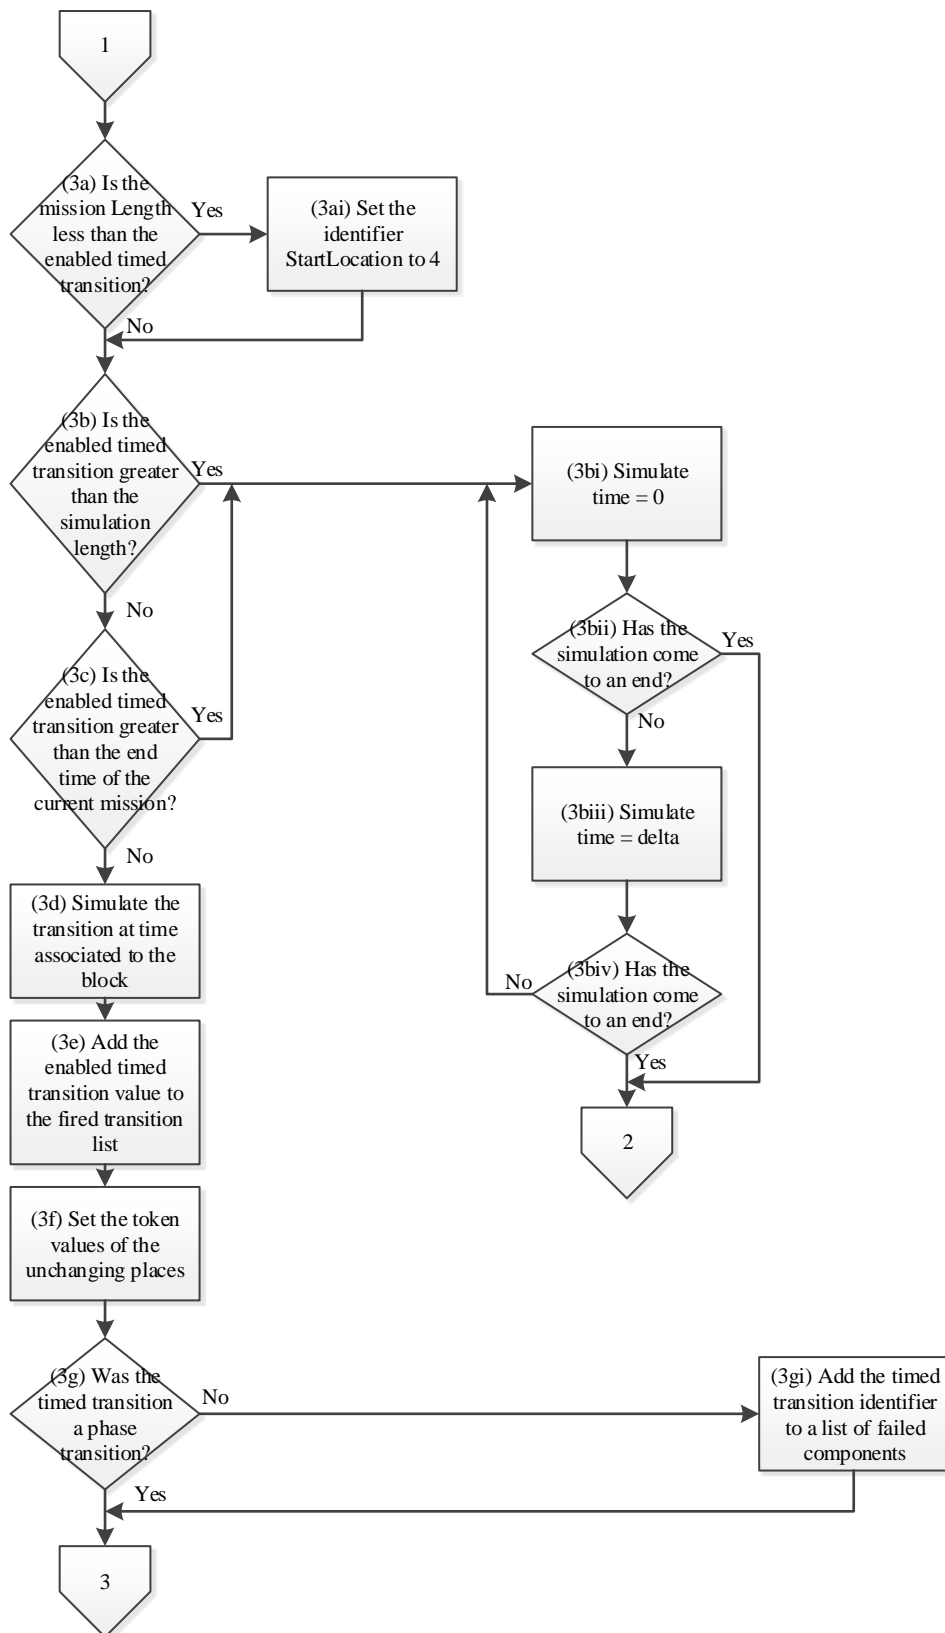 1
(3a) Is the
mission Length
less than the
enabled timed
transition?
Yes
(3ai) Set the
identifier
StartLocation to 4
No
(3b) Is the
enabled timed
transition greater
than the
simulation
length?
Yes
(3bi) Simulate
time = 0
No
(3bii) Has the
simulation come
to an end?
Yes
No
(3c) Is the
enabled timed
transition greater
than the end
time of the
current mission?
Yes
(3biii) Simulate
time = delta
No
(3d) Simulate the
transition at time
associated to the
block
(3biv) Has the
simulation come
to an end?
No
Yes
(3e) Add the
enabled timed
transition value to
the fired transition
list
2
(3f) Set the token
values of the
unchanging places
(3g) Was the
timed transition
a phase
transition?
No
(3gi) Add the timed
transition identifier
to a list of failed
components
Yes
3